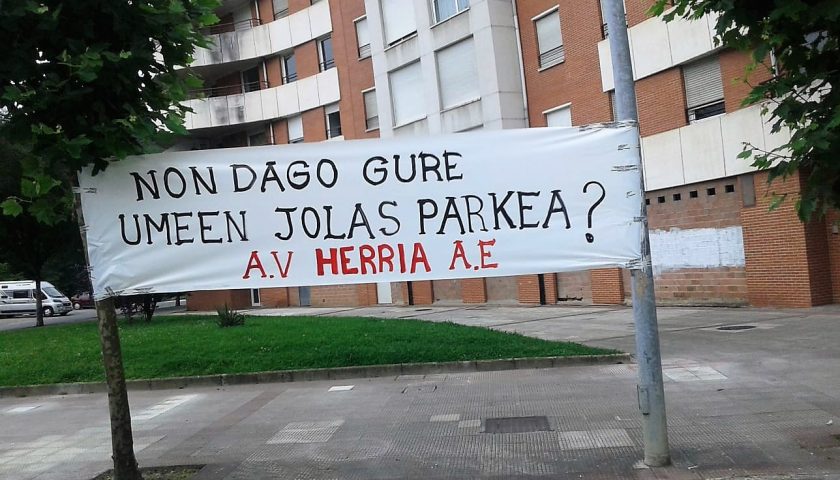 NON DAGO GURE
UMEEN JOLAS PARKEA?
A.V HERRIA A.E